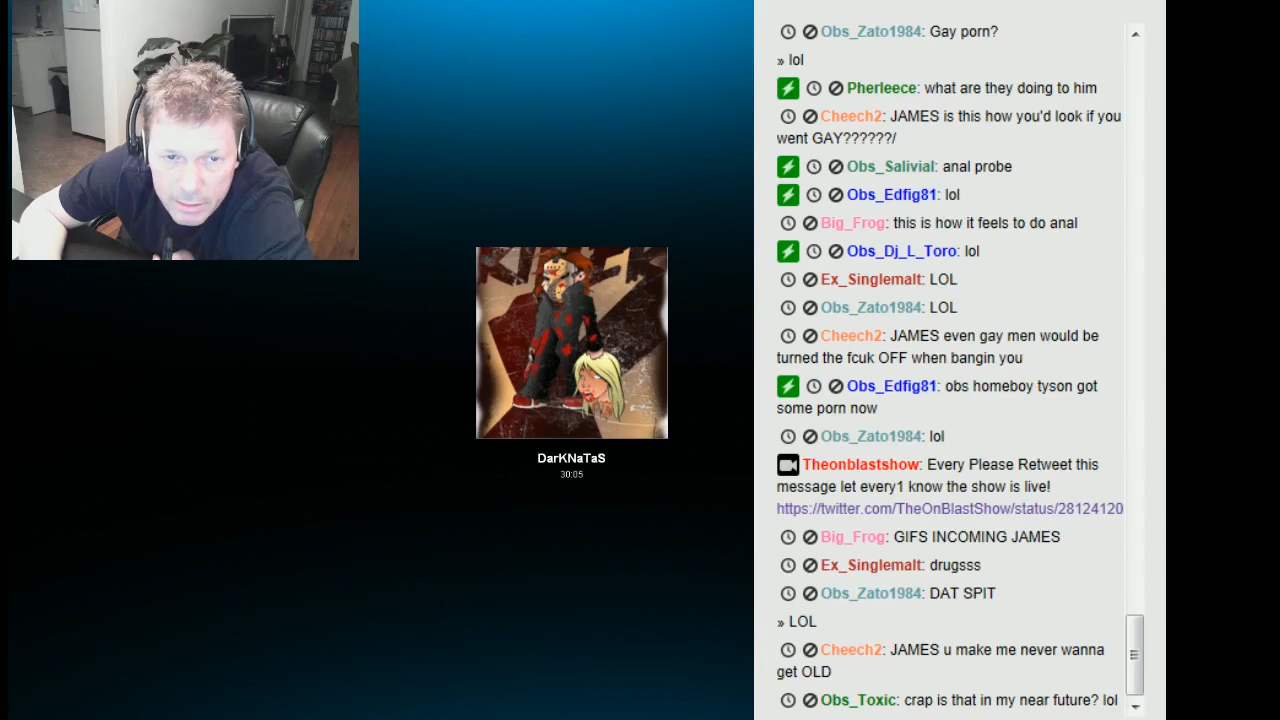 Obs_Zato1984: Gay porn?
» lol
Pherleece: what are they doing to him
Cheech2: JAMES is this how you'd look if you
went GAY??????/
Obs_Salivial: anal probe
Obs_Edfig81: lol
Big_Frog: this is how it feels to do anal
Obs_Dj_L_Toro: lol
Ex_Singlemalt: LOL
Obs_Zato1984: LOL
Cheech2: JAMES even gay men would be
turned the fcuk OFF when bangin you
Obs_Edfig81: obs homeboy tyson got
some porn now
Obs_Zato1984: lol
Theonblastshow: Every Please Retweet this
message let every1 know the show is live!
https://twitter.com/TheOnBlastShow/status/28124120
Big_Frog: GIFS INCOMING JAMES
Ex_Singlemalt: drugsss
Obs_Zato1984: DAT SPIT
» LOL
Cheech2: JAMES u make me never wanna
get OLD
Obs_Toxic: crap is that in my near future? lol
DarKNaTaS
30:05